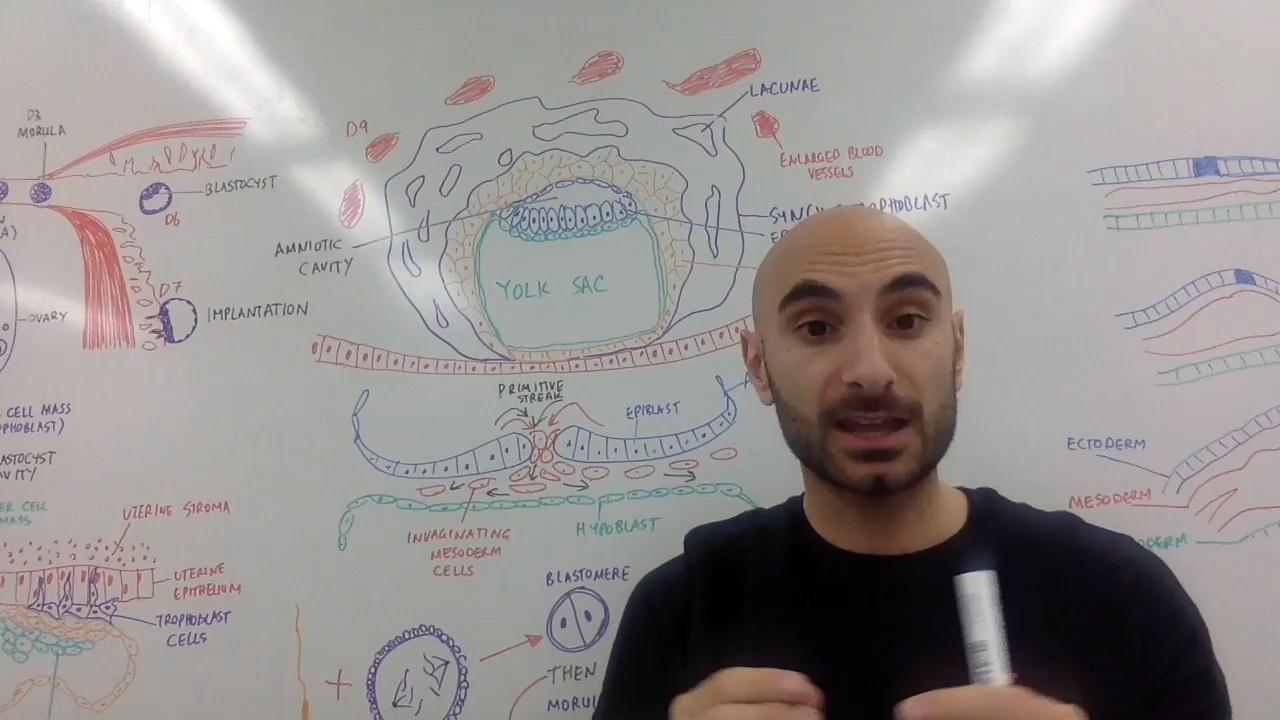 D3
MORULA
BLASTOCYST
D6
A)
D7
IMPLANTATION
OVARY
CELL MASS
PHOBLAST)
ASTOCYST
AVITY
ER CELL
MASS
UTERINE STROMA
UTERINE
EPITHELIUM
TROPHOBLAST
CELLS
D9
LACUNAE
ENLARGED BLOOD
VESSELS
AMNIOTIC
CAVITY
YOLK SAC
PRIMITIVE
STREAK
EPIBLAST
INVAGINATING
MESODERM
CELLS
HYPOBLAST
BLASTOMERE
+
THEN
MORUL
ECTODERM
MESODERM
ODERM